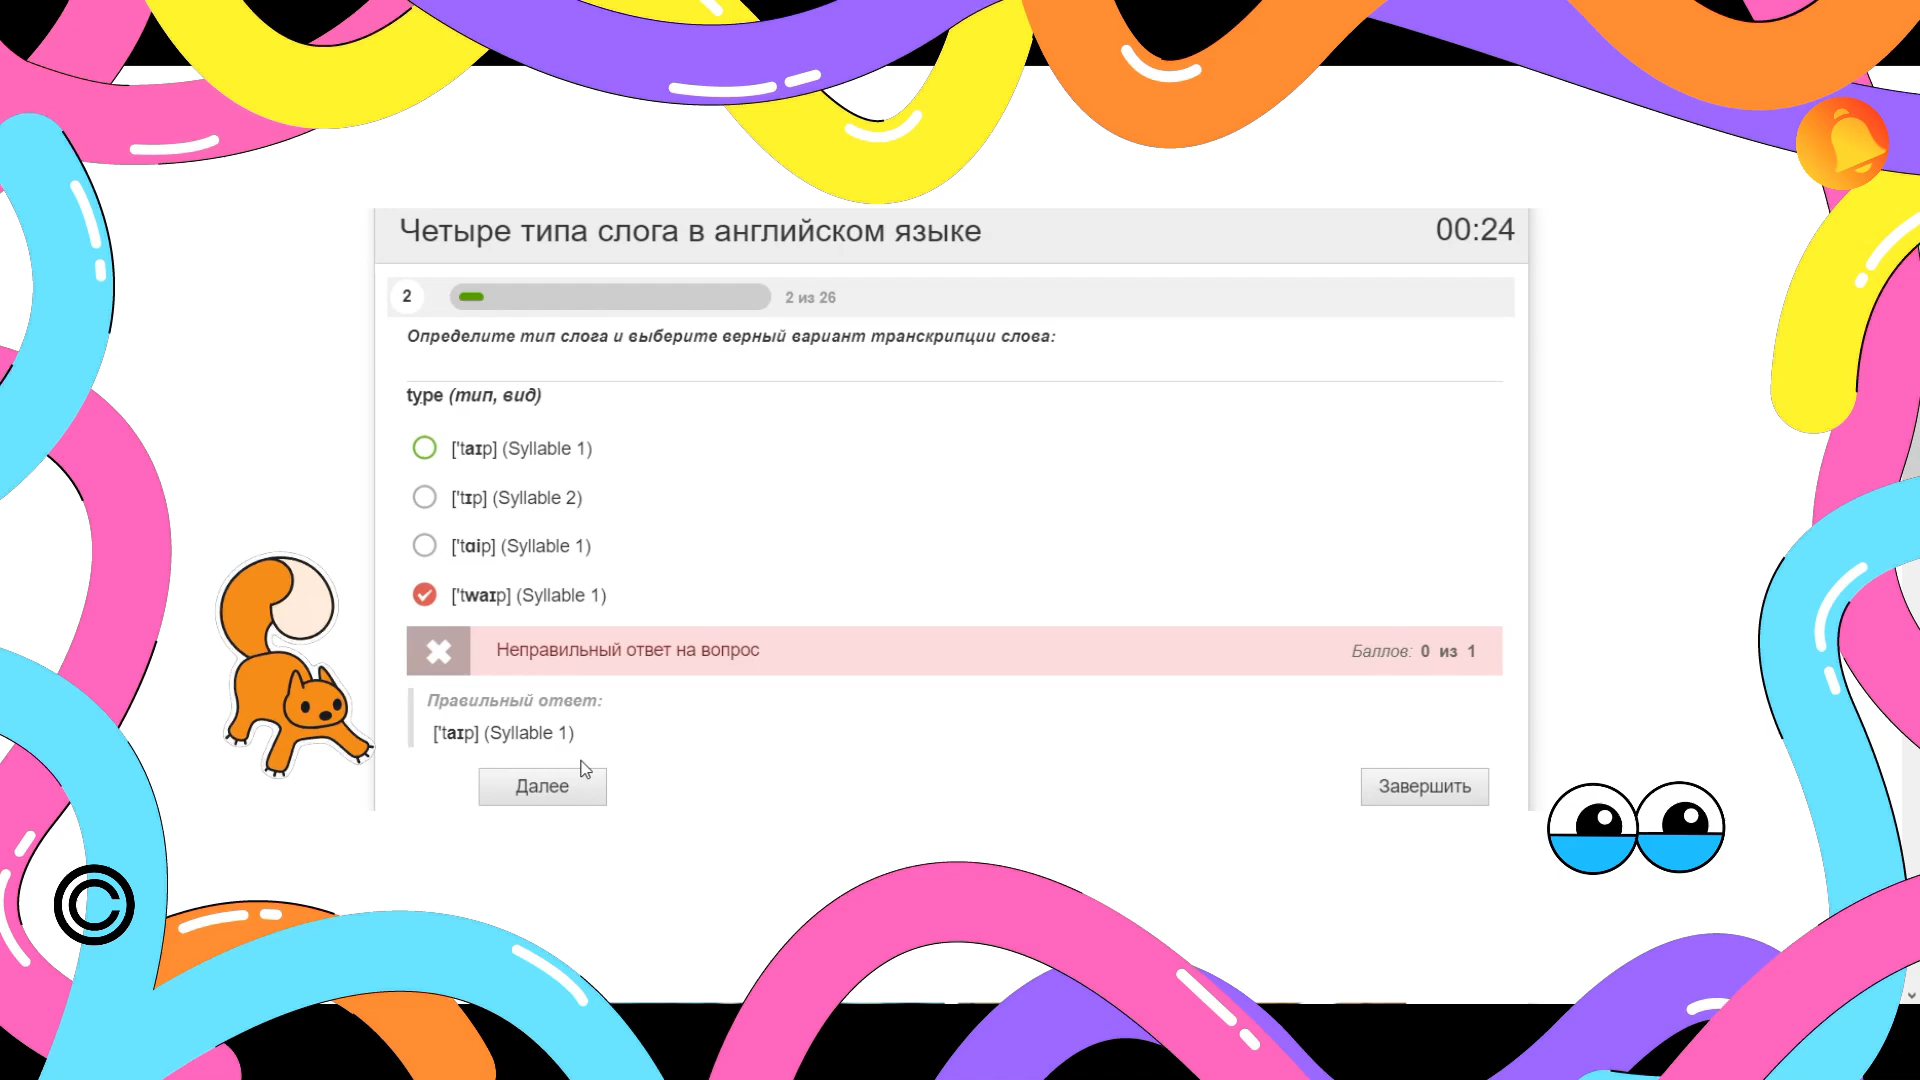 Четыре типа слога в английском языке
00:24
2
2 из 26
Определите тип слога и выберите верный вариант транскрипции слова:
type (тип, вид)
['taɪp] (Syllable 1)
['tɪp] (Syllable 2)
['tɑip] (Syllable 1)
['twaɪp] (Syllable 1)
Неправильный ответ на вопрос
Баллов: 0 из 1
Правильный ответ:
['taɪp] (Syllable 1)
Далее
Завершить